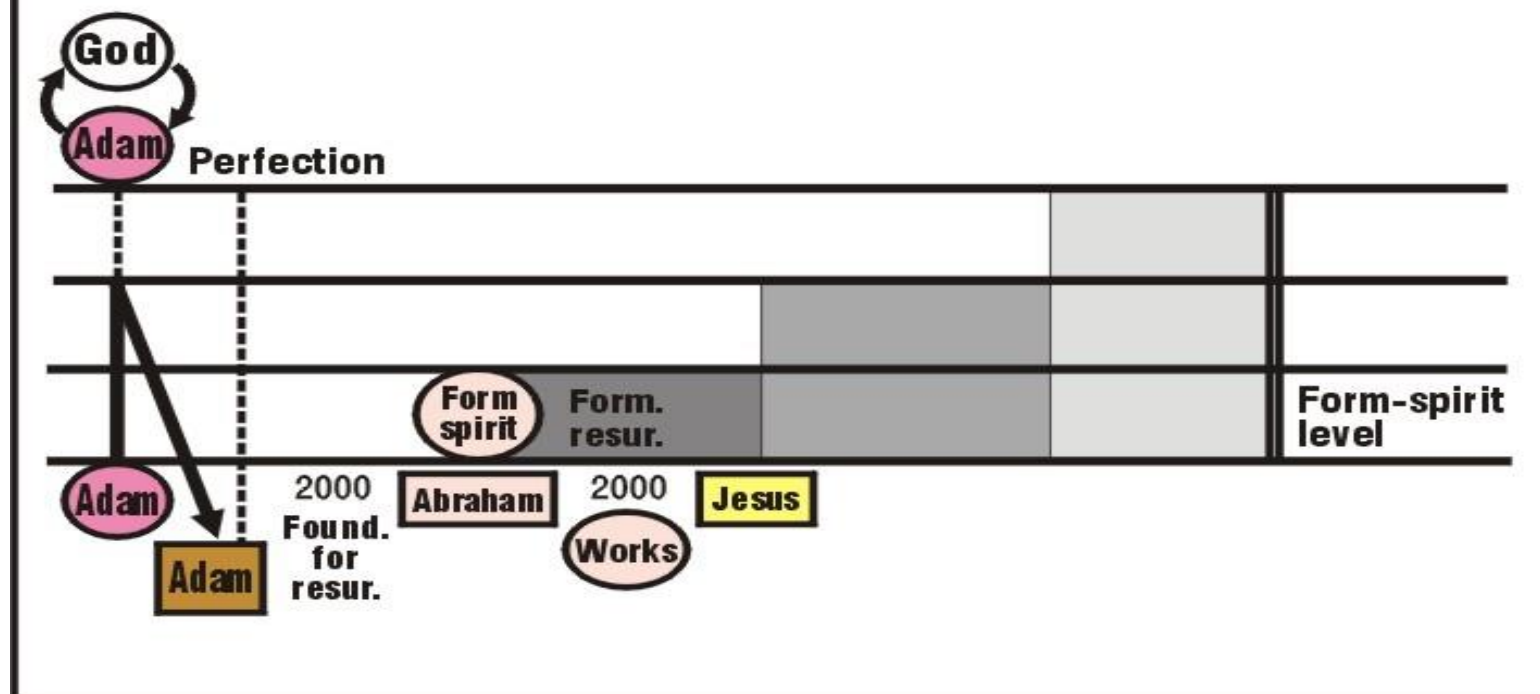 God
Adam
Perfection
Form
spirit
Form.
resur.
Form-spirit
level
Adam
2000
Found.
for
resur.
Abraham
2000
Works
Jesus
Adam